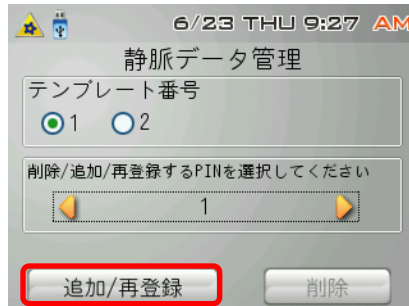 6/23 THU 9:27 AM
静脈データ管理
テンプレート番号
1 2
削除/追加/再登録するPINを選択してください
1
追加/再登録 削除